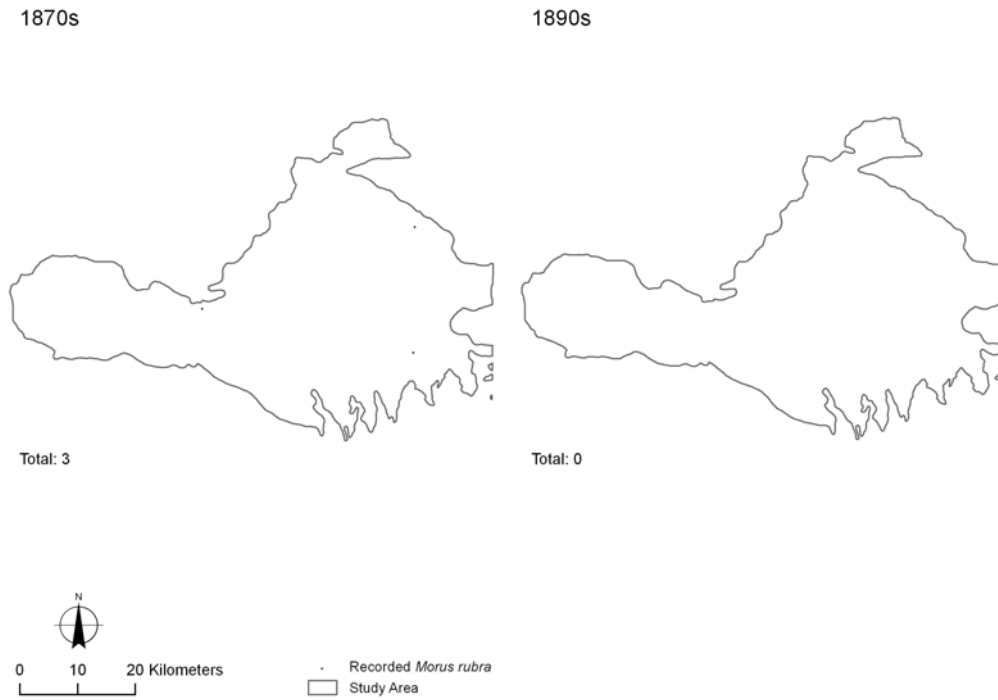 1870s
1890s
Total: 3
Total: 0
N
0 10 20 Kilometers
Recorded Morus rubra
Study Area